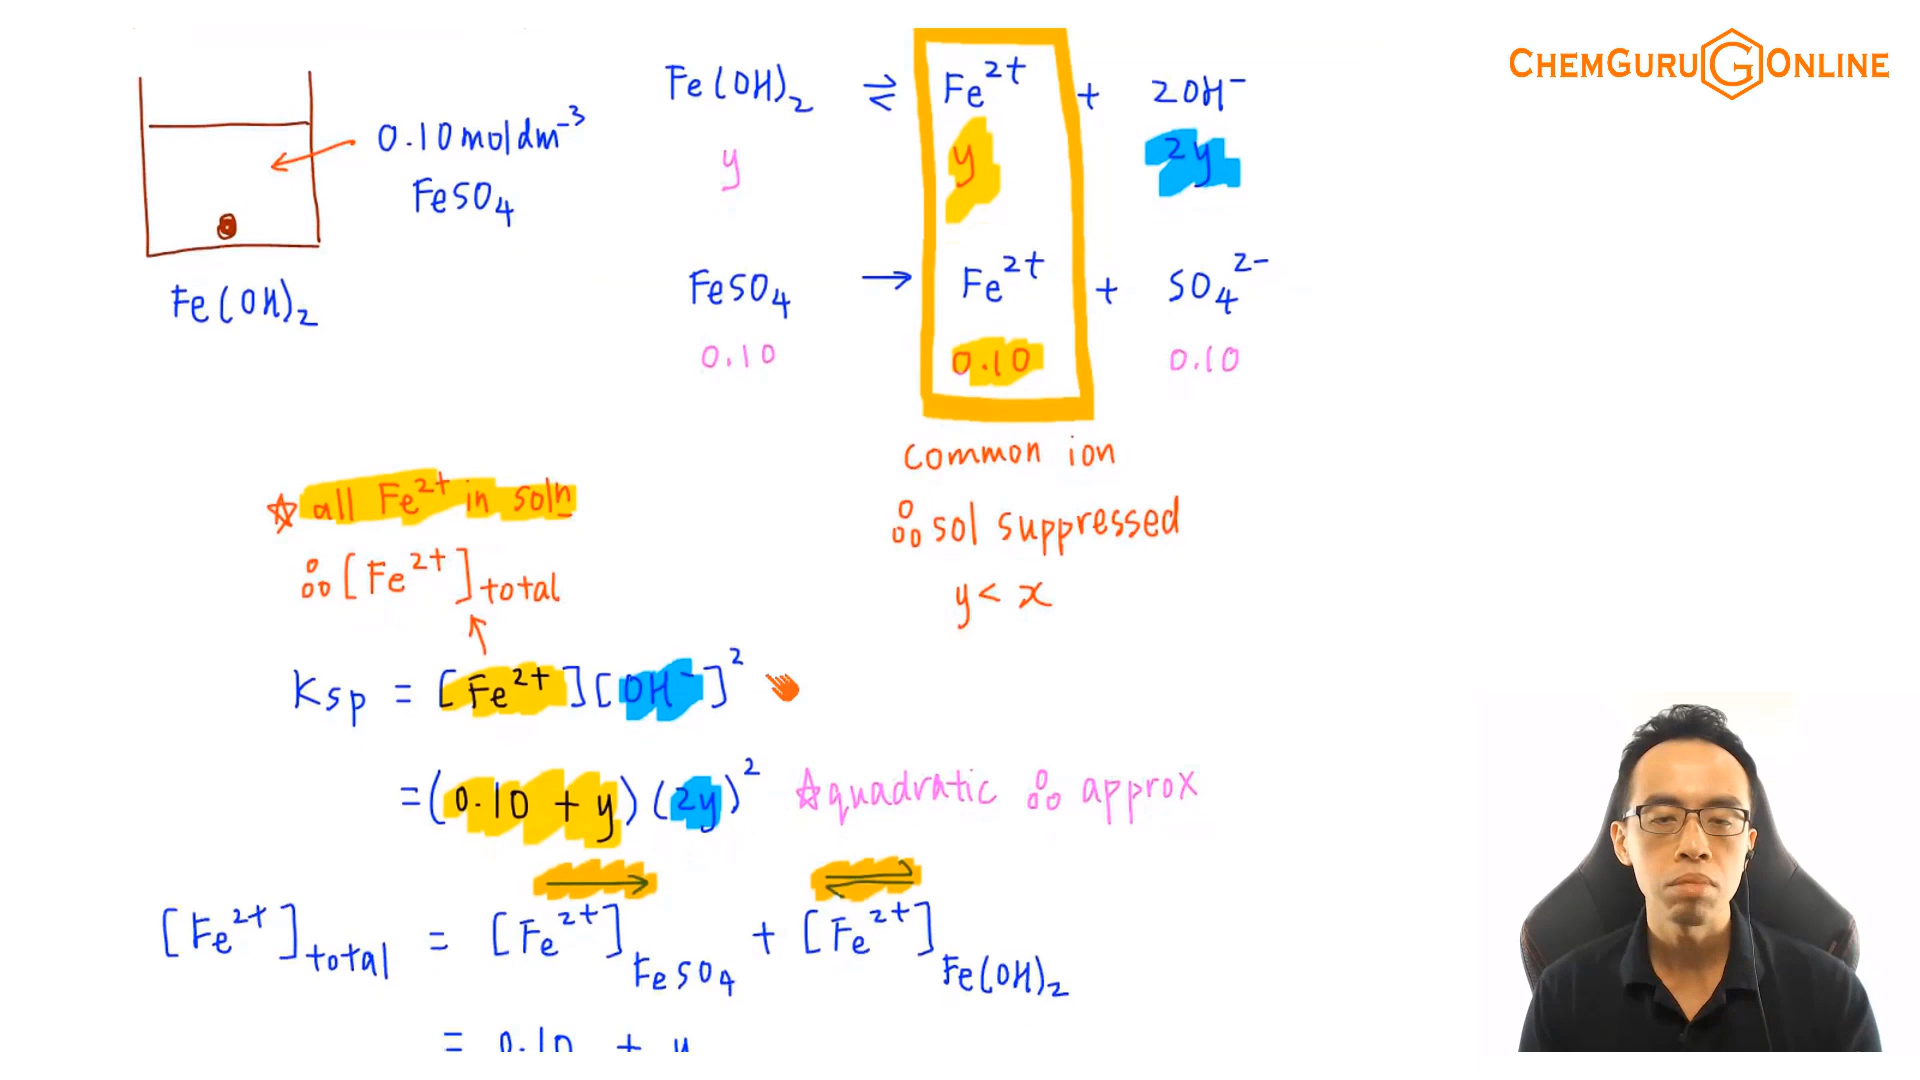 CHEMGURU G ONLINE
Fe(OH)₂ ⇌ Fe²⁺ + 2OH⁻
y y 2y
0.10 mol dm⁻³
FeSO₄
Fe(OH)₂
FeSO₄ → Fe²⁺ + SO₄²⁻
0.10 0.10 0.10
common ion
∴ sol suppressed
y < x
☆ all Fe²⁺ in soln
∴ [Fe²⁺]total
↑
Ksp = [Fe²⁺][OH⁻]²
= (0.10 + y)(2y)² ☆ quadratic ∴ approx
→ ⇌
[Fe²⁺]total = [Fe²⁺]FeSO₄ + [Fe²⁺]Fe(OH)₂
= 0.10 + y